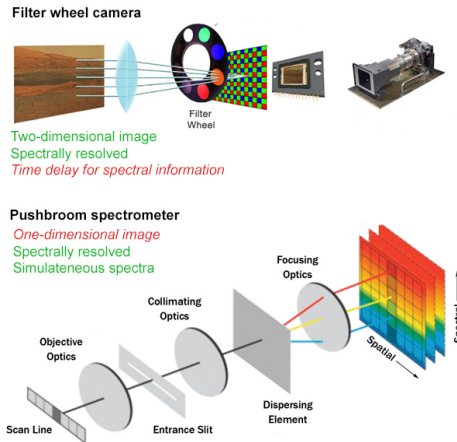 Filter wheel camera
Filter
Wheel
Two-dimensional image
Spectrally resolved
Time delay for spectral information
Pushbroom spectrometer
One-dimensional image
Spectrally resolved
Simulateneous spectra
Focusing
Optics
Collimating
Optics
Objective
Optics
Spatial
Scan Line
Entrance Slit
Dispersing
Element